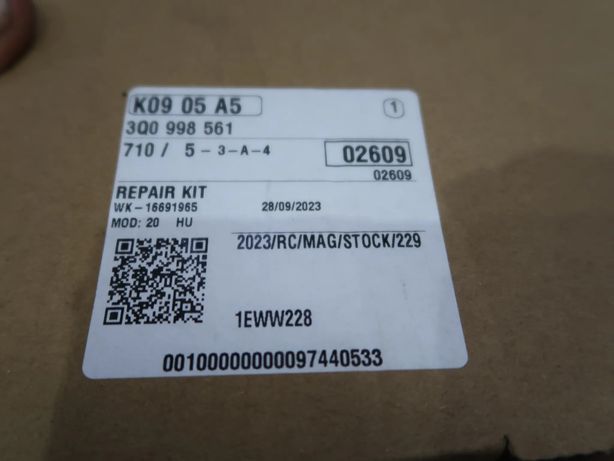 K09 05 A5 1
3Q0 998 561
710 / 5 - 3 - A - 4 02609
02609
REPAIR KIT
WK - 16691965 28/09/2023
MOD: 20 HU
2023/RC/MAG/STOCK/229
1EWW228
00100000000097440533